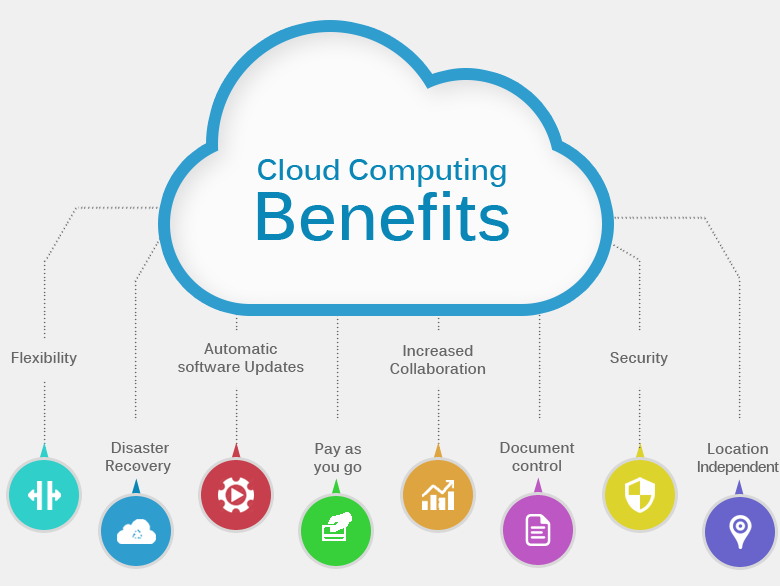 Cloud Computing
Benefits
Flexibility
Disaster
Recovery
Automatic
software Updates
Pay as
you go
Increased
Collaboration
Document
control
Security
Location
Independent